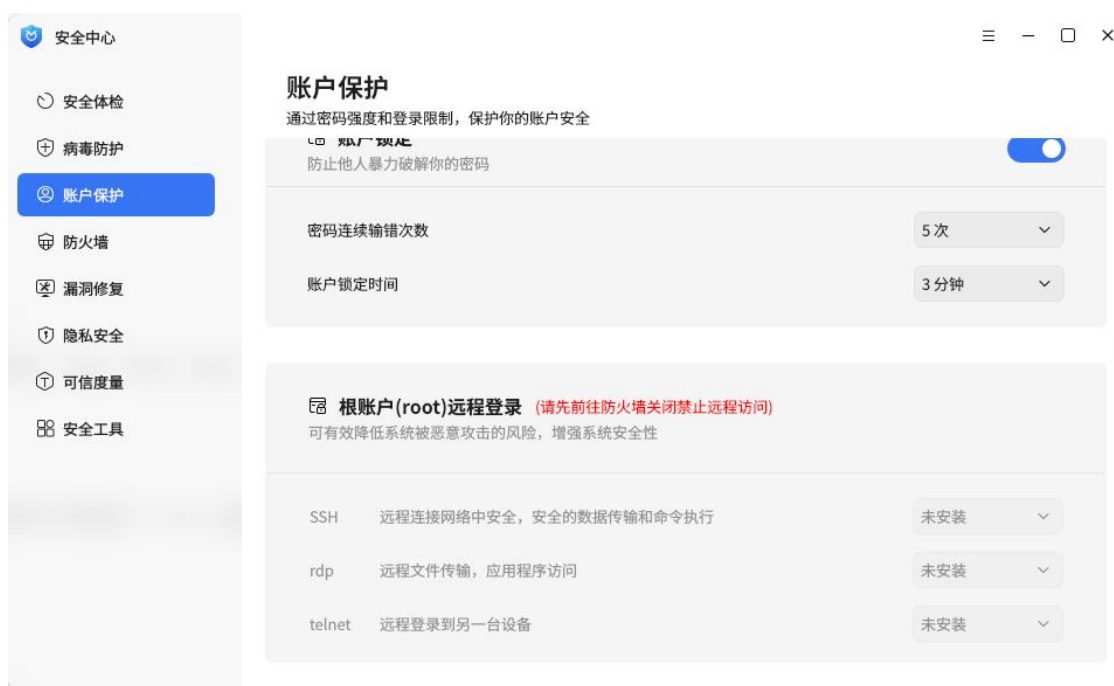 安全中心
安全体检
病毒防护
账户保护
防火墙
漏洞修复
隐私安全
可信度量
安全工具
账户保护
通过密码强度和登录限制，保护你的账户安全
账户锁定
防止他人暴力破解你的密码
密码连续输错次数 5 次
账户锁定时间 3 分钟
根账户(root)远程登录 (请先前往防火墙关闭禁止远程访问)
可有效降低系统被恶意攻击的风险，增强系统安全性
SSH 远程连接网络中安全，安全的数据传输和命令执行 未安装
rdp 远程文件传输，应用程序访问 未安装
telnet 远程登录到另一台设备 未安装